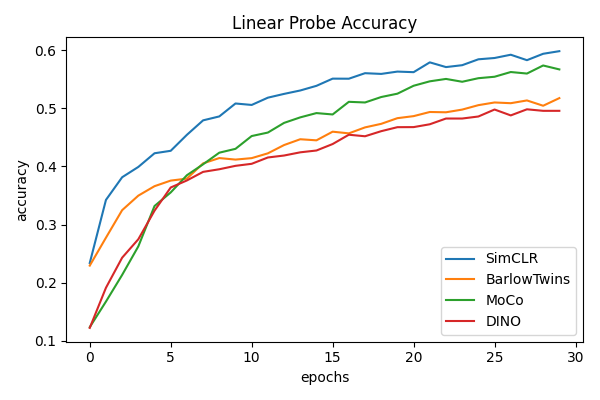 Linear Probe Accuracy
accuracy
0.6
0.5
0.4
0.3
0.2
0.1
SimCLR
BarlowTwins
MoCo
DINO
0 5 10 15 20 25 30
epochs